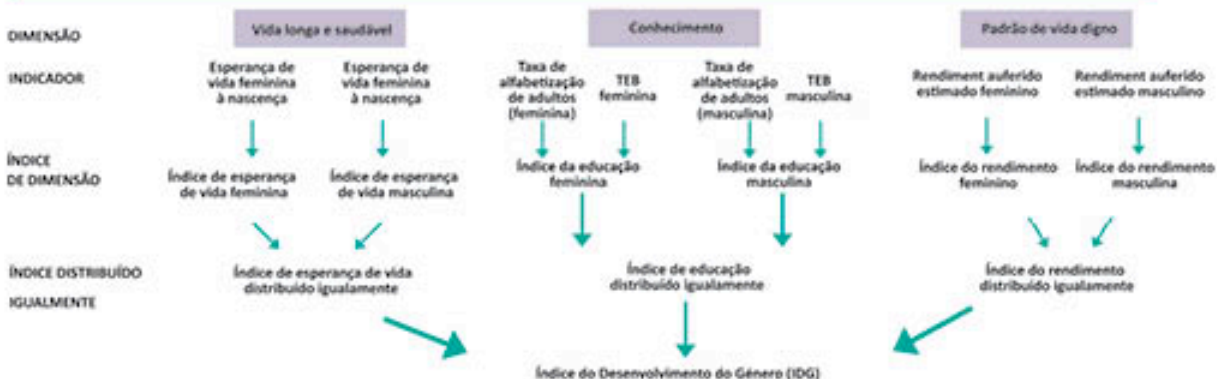 DIMENSÃO
Vida longa e saudável
Conhecimento
Padrão de vida digno
INDICADOR
Esperança de
vida feminina
à nascença
Esperança de
vida feminina
à nascença
Taxa de
alfabetização
de adultos
(feminina)
TEB
feminina
Taxa de
alfabetização
de adultos
(masculina)
TEB
masculina
Rendiment auferido
estimado feminino
Rendiment auferido
estimado masculino
ÍNDICE
DE DIMENSÃO
Índice de esperança
de vida feminina
Índice de esperança
de vida masculina
Índice da educação
feminina
Índice da educação
masculina
Índice do rendimento
feminino
Índice do rendimento
masculina
ÍNDICE DISTRIBUÍDO
IGUALMENTE
Índice de esperança de vida
distribuído igualmente
Índice de educação
distribuído igualmente
Índice do rendimento
distribuído igualmente
Índice do Desenvolvimento do Género (IDG)